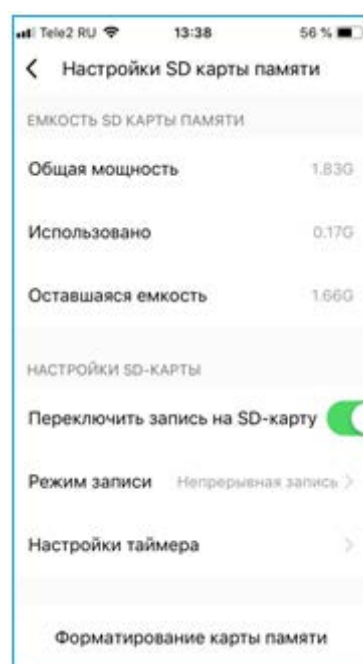 Tele2 RU 13:38 56 %
Настройки SD карты памяти
ЕМКОСТЬ SD КАРТЫ ПАМЯТИ
Общая мощность 1.83G
Использовано 0.17G
Оставшаяся емкость 1.66G
НАСТРОЙКИ SD-КАРТЫ
Переключить запись на SD-карту
Режим записи Непрерывная запись
Настройки таймера
Форматирование карты памяти